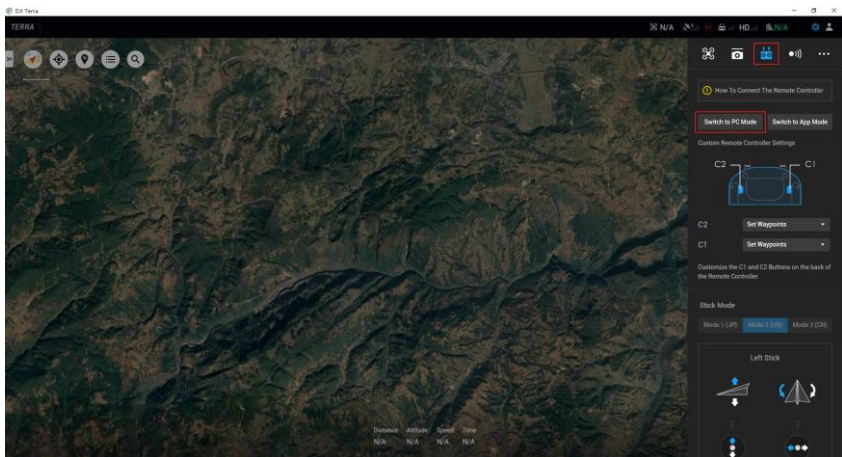 DJI Terra
TERRA
N/A
HD
N/A
How To Connect The Remote Controller
Switch to PC Mode
Switch to App Mode
Custom Remote Controller Settings
C2
C1
C2
Set Waypoints
C1
Set Waypoints
Customize the C1 and C2 Buttons on the back of
the Remote Controller
Stick Mode
Mode 1 (JP)
Mode 2 (US)
Mode 3 (CN)
Left Stick
Distance Altitude Speed Time
N/A N/A N/A N/A